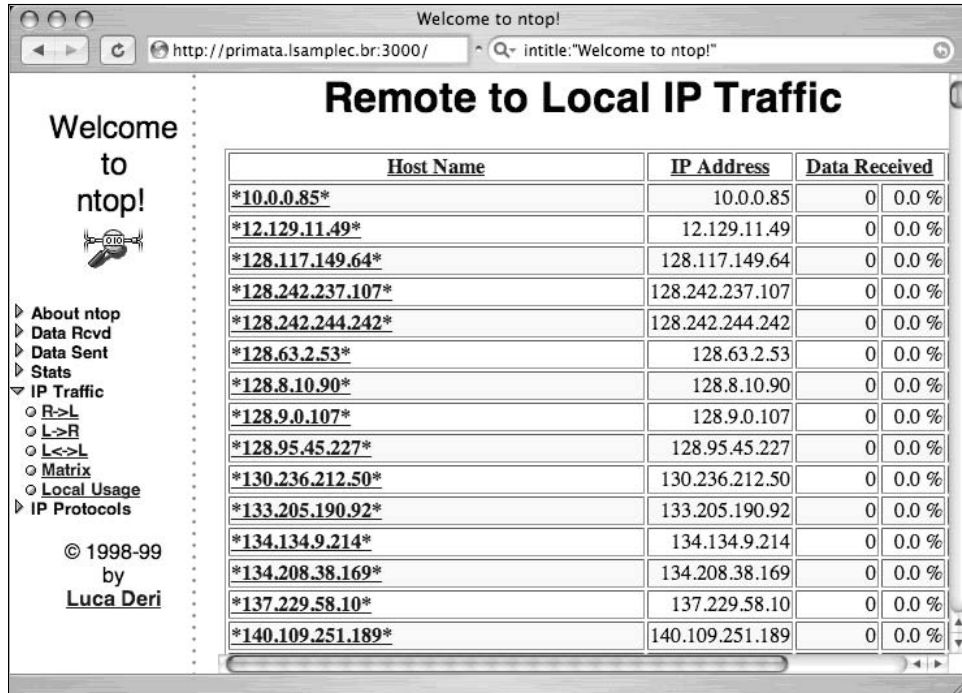 Welcome to ntop!
http://primata.lsamplec.br:3000/
intitle:"Welcome to ntop!"
Welcome
to
ntop!
010
About ntop
Data Rcvd
Data Sent
Stats
IP Traffic
R->L
L->R
L<->L
Matrix
Local Usage
IP Protocols
© 1998-99
by
Luca Deri
Remote to Local IP Traffic
Host Name IP Address Data Received
*10.0.0.85* 10.0.0.85 0 0.0 %
*12.129.11.49* 12.129.11.49 0 0.0 %
*128.117.149.64* 128.117.149.64 0 0.0 %
*128.242.237.107* 128.242.237.107 0 0.0 %
*128.242.244.242* 128.242.244.242 0 0.0 %
*128.63.2.53* 128.63.2.53 0 0.0 %
*128.8.10.90* 128.8.10.90 0 0.0 %
*128.9.0.107* 128.9.0.107 0 0.0 %
*128.95.45.227* 128.95.45.227 0 0.0 %
*130.236.212.50* 130.236.212.50 0 0.0 %
*133.205.190.92* 133.205.190.92 0 0.0 %
*134.134.9.214* 134.134.9.214 0 0.0 %
*134.208.38.169* 134.208.38.169 0 0.0 %
*137.229.58.10* 137.229.58.10 0 0.0 %
*140.109.251.189* 140.109.251.189 0 0.0 %